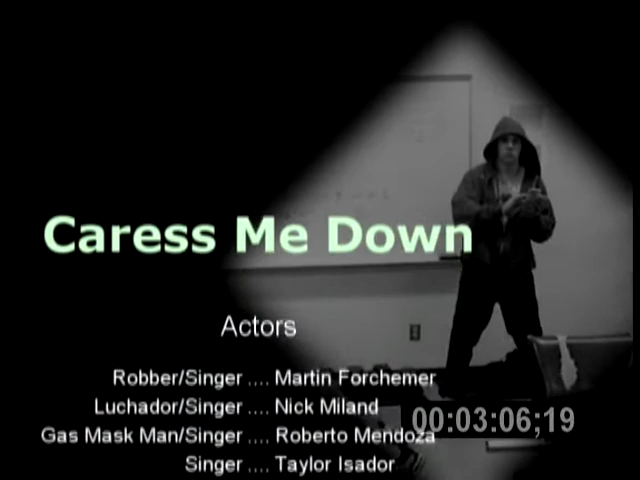 Caress Me Down
Actors
Robber/Singer .... Martin Forchemer
Luchador/Singer .... Nick Miland
Gas Mask Man/Singer .... Roberto Mendoza
Singer .... Taylor Isador
00:03:06;19